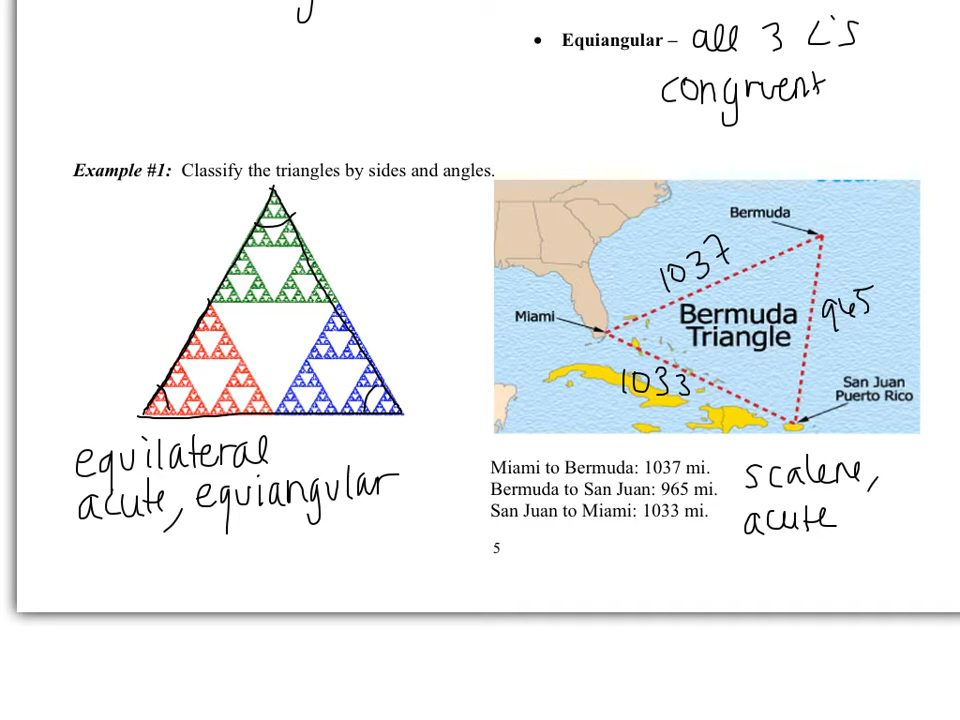 • Equiangular – all 3 ∠'s
congruent
Example #1: Classify the triangles by sides and angles.
Bermuda
1037
Miami
Bermuda
Triangle
965
1033
San Juan
Puerto Rico
equilateral
acute, equiangular
Miami to Bermuda: 1037 mi.
Bermuda to San Juan: 965 mi.
San Juan to Miami: 1033 mi.
scalene,
acute
5